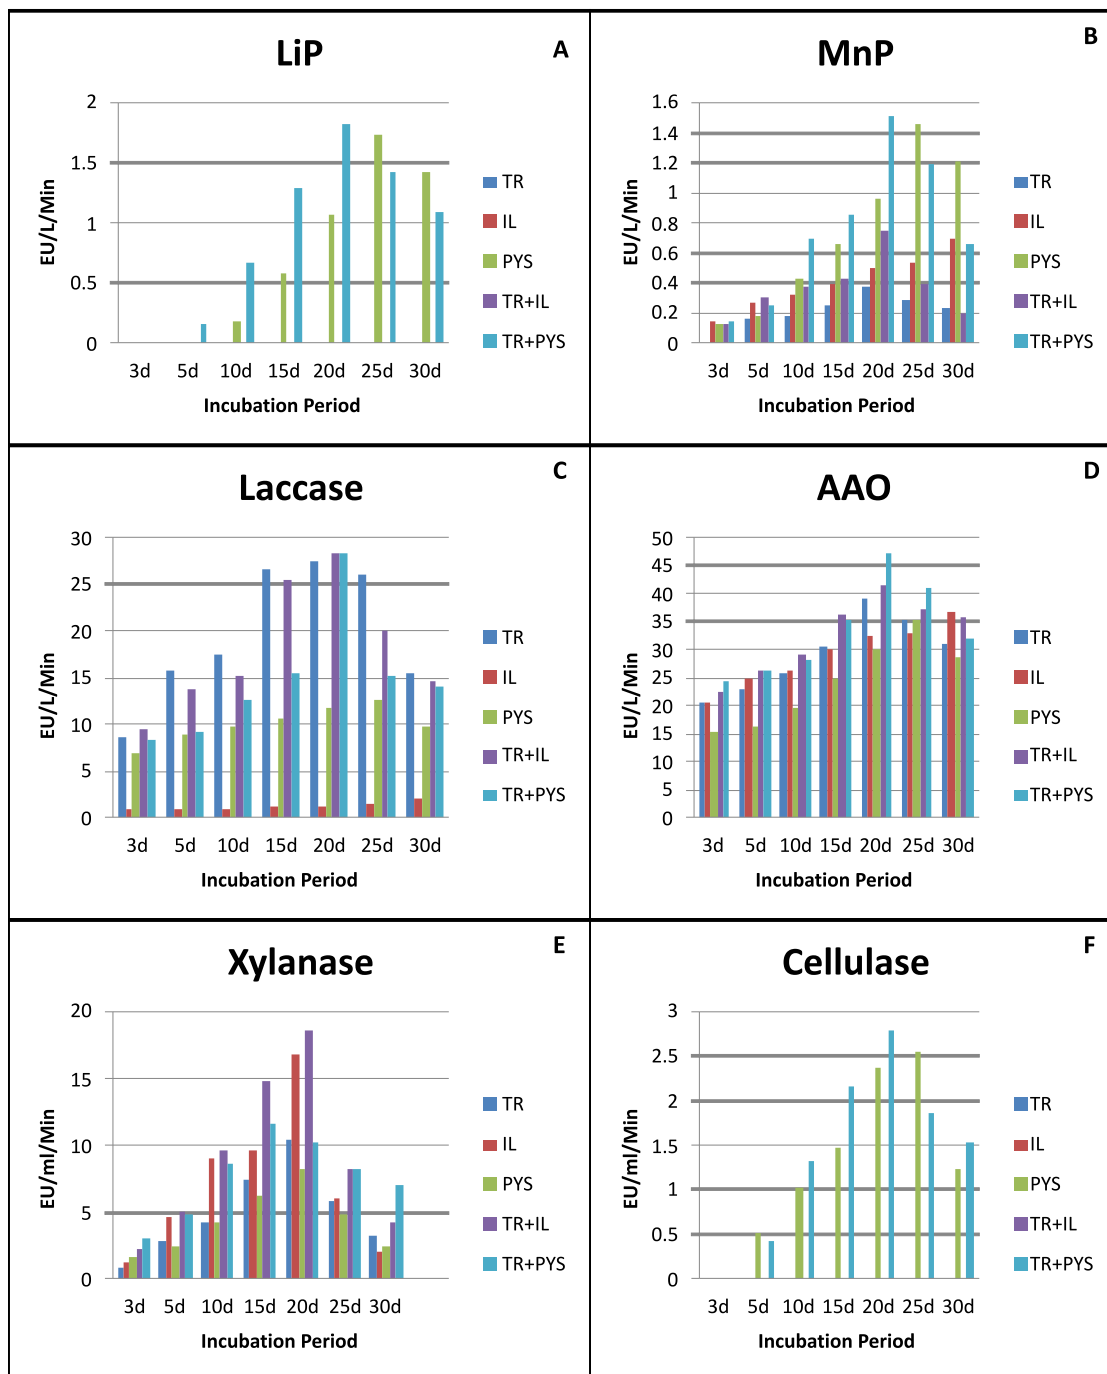 LiP
A
2
1.5
1
0.5
0
EU/L/Min
3d 5d 10d 15d 20d 25d 30d
Incubation Period
TR
IL
PYS
TR+IL
TR+PYS
MnP
B
1.6
1.4
1.2
1
0.8
0.6
0.4
0.2
0
EU/L/Min
3d 5d 10d 15d 20d 25d 30d
Incubation Period
TR
IL
PYS
TR+IL
TR+PYS
Laccase
C
30
25
20
15
10
5
0
EU/L/Min
3d 5d 10d 15d 20d 25d 30d
Incubation Period
TR
IL
PYS
TR+IL
TR+PYS
AAO
D
50
45
40
35
30
25
20
15
10
5
0
EU/L/Min
3d 5d 10d 15d 20d 25d 30d
Incubation Period
TR
IL
PYS
TR+IL
TR+PYS
Xylanase
E
20
15
10
5
0
EU/ml/Min
3d 5d 10d 15d 20d 25d 30d
Incubation Period
TR
IL
PYS
TR+IL
TR+PYS
Cellulase
F
3
2.5
2
1.5
1
0.5
0
EU/ml/Min
3d 5d 10d 15d 20d 25d 30d
Incubation Period
TR
IL
PYS
TR+IL
TR+PYS